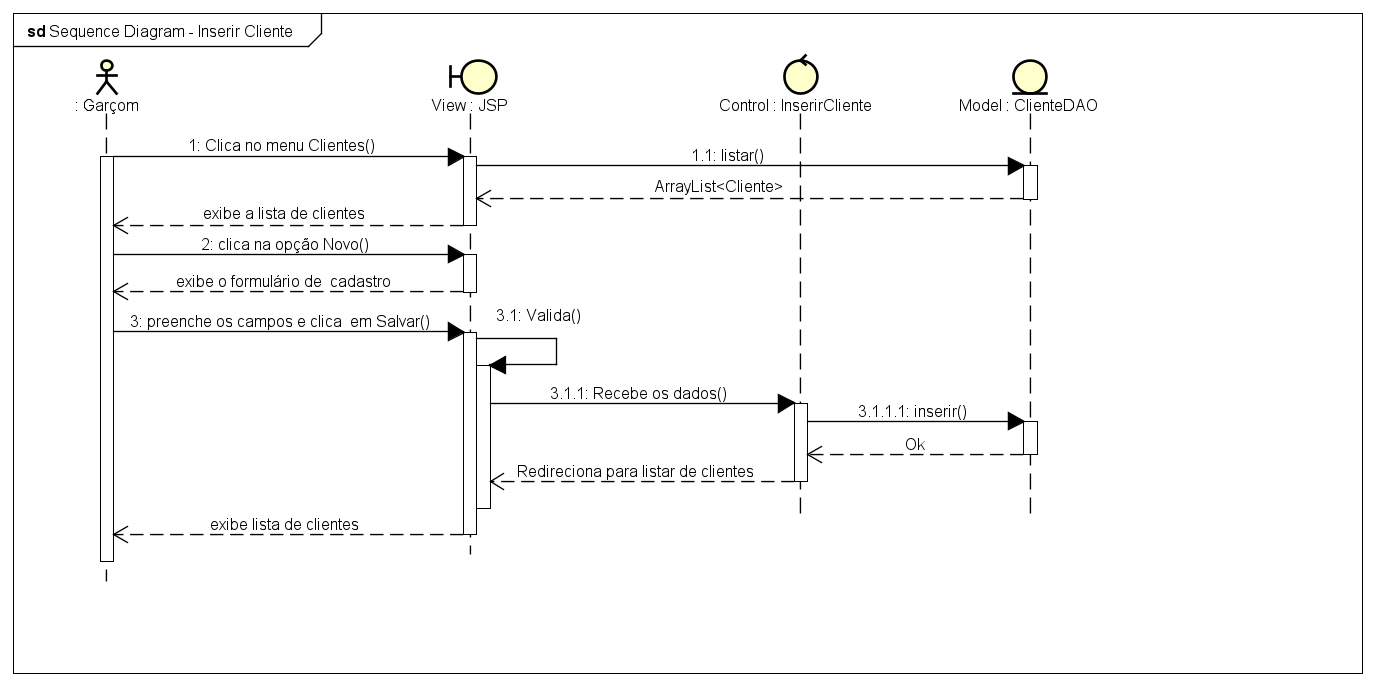 sd Sequence Diagram - Inserir Cliente
: Garçom
View : JSP
Control : InserirCliente
Model : ClienteDAO
1: Clica no menu Clientes()
1.1: listar()
ArrayList<Cliente>
exibe a lista de clientes
2: clica na opção Novo()
exibe o formulário de  cadastro
3: preenche os campos e clica  em Salvar()
3.1: Valida()
3.1.1: Recebe os dados()
3.1.1.1: inserir()
Ok
Redireciona para listar de clientes
exibe lista de clientes